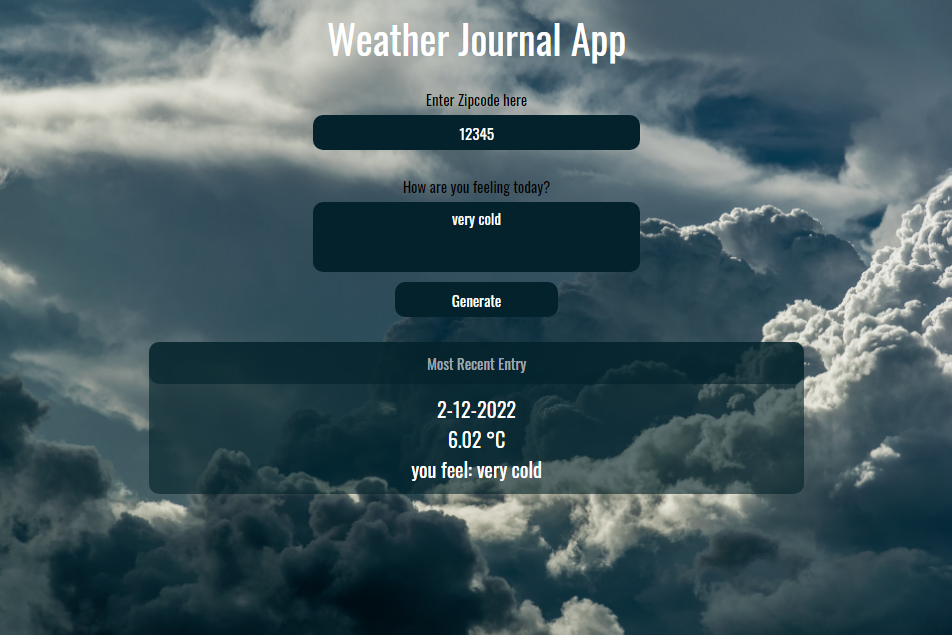 Weather Journal App
Enter Zipcode here
12345
How are you feeling today?
very cold
Generate
Most Recent Entry
2-12-2022
6.02 °C
you feel: very cold